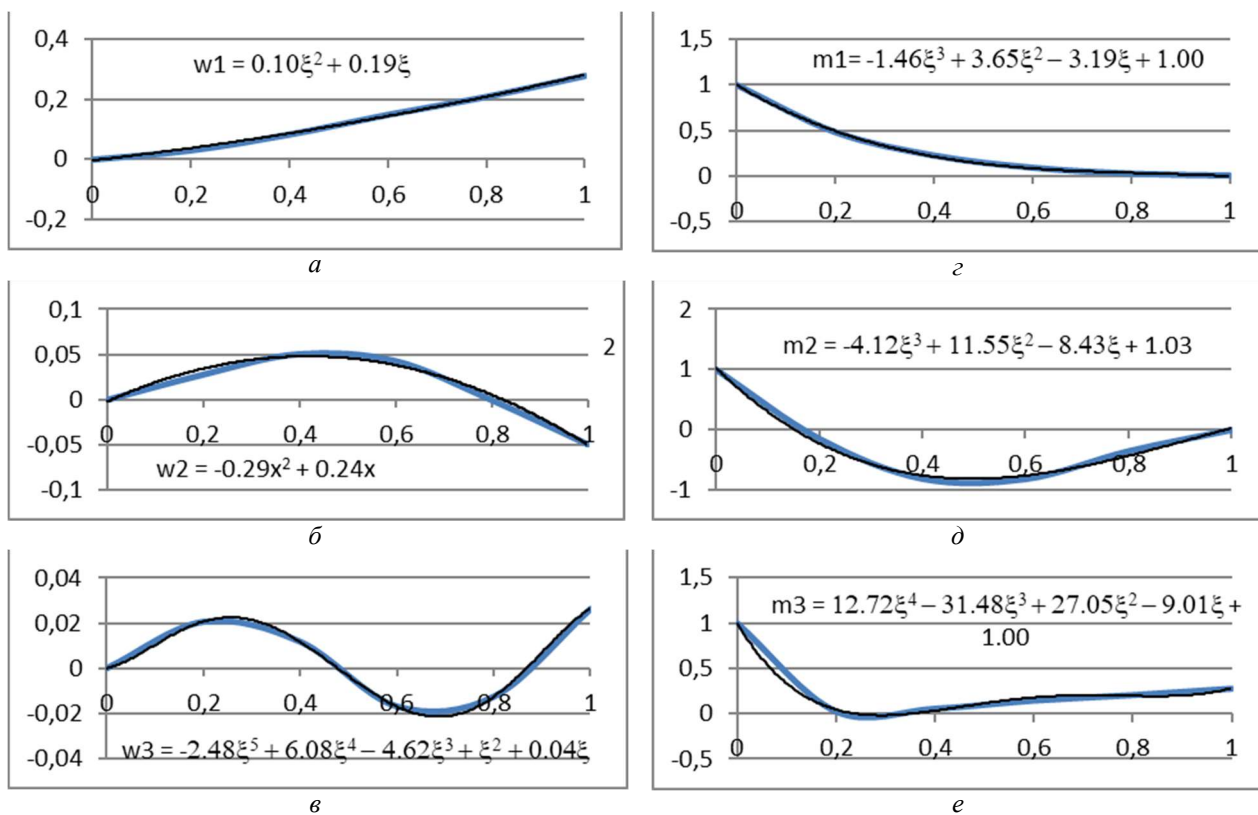 0,4
w1 = 0.10ξ² + 0.19ξ
0,2
0
0 0,2 0,4 0,6 0,8 1
-0,2
а
1,5
m1= -1.46ξ³ + 3.65ξ² – 3.19ξ + 1.00
1
0,5
0
0 0,2 0,4 0,6 0,8 1
-0,5
г
0,1
0,05
2
0
0 0,2 0,4 0,6 0,8 1
-0,05
w2 = -0.29x² + 0.24x
-0,1
б
2
m2 = -4.12ξ³ + 11.55ξ² – 8.43ξ + 1.03
1
0
0 0,2 0,4 0,6 0,8 1
-1
д
0,04
0,02
0
0 0,2 0,4 0,6 0,8 1
-0,02
-0,04
w3 = -2.48ξ⁵ + 6.08ξ⁴ – 4.62ξ³ + ξ² + 0.04ξ
в
1,5
m3 = 12.72ξ⁴ – 31.48ξ³ + 27.05ξ² – 9.01ξ +
1.00
1
0,5
0
0 0,2 0,4 0,6 0,8 1
-0,5
е